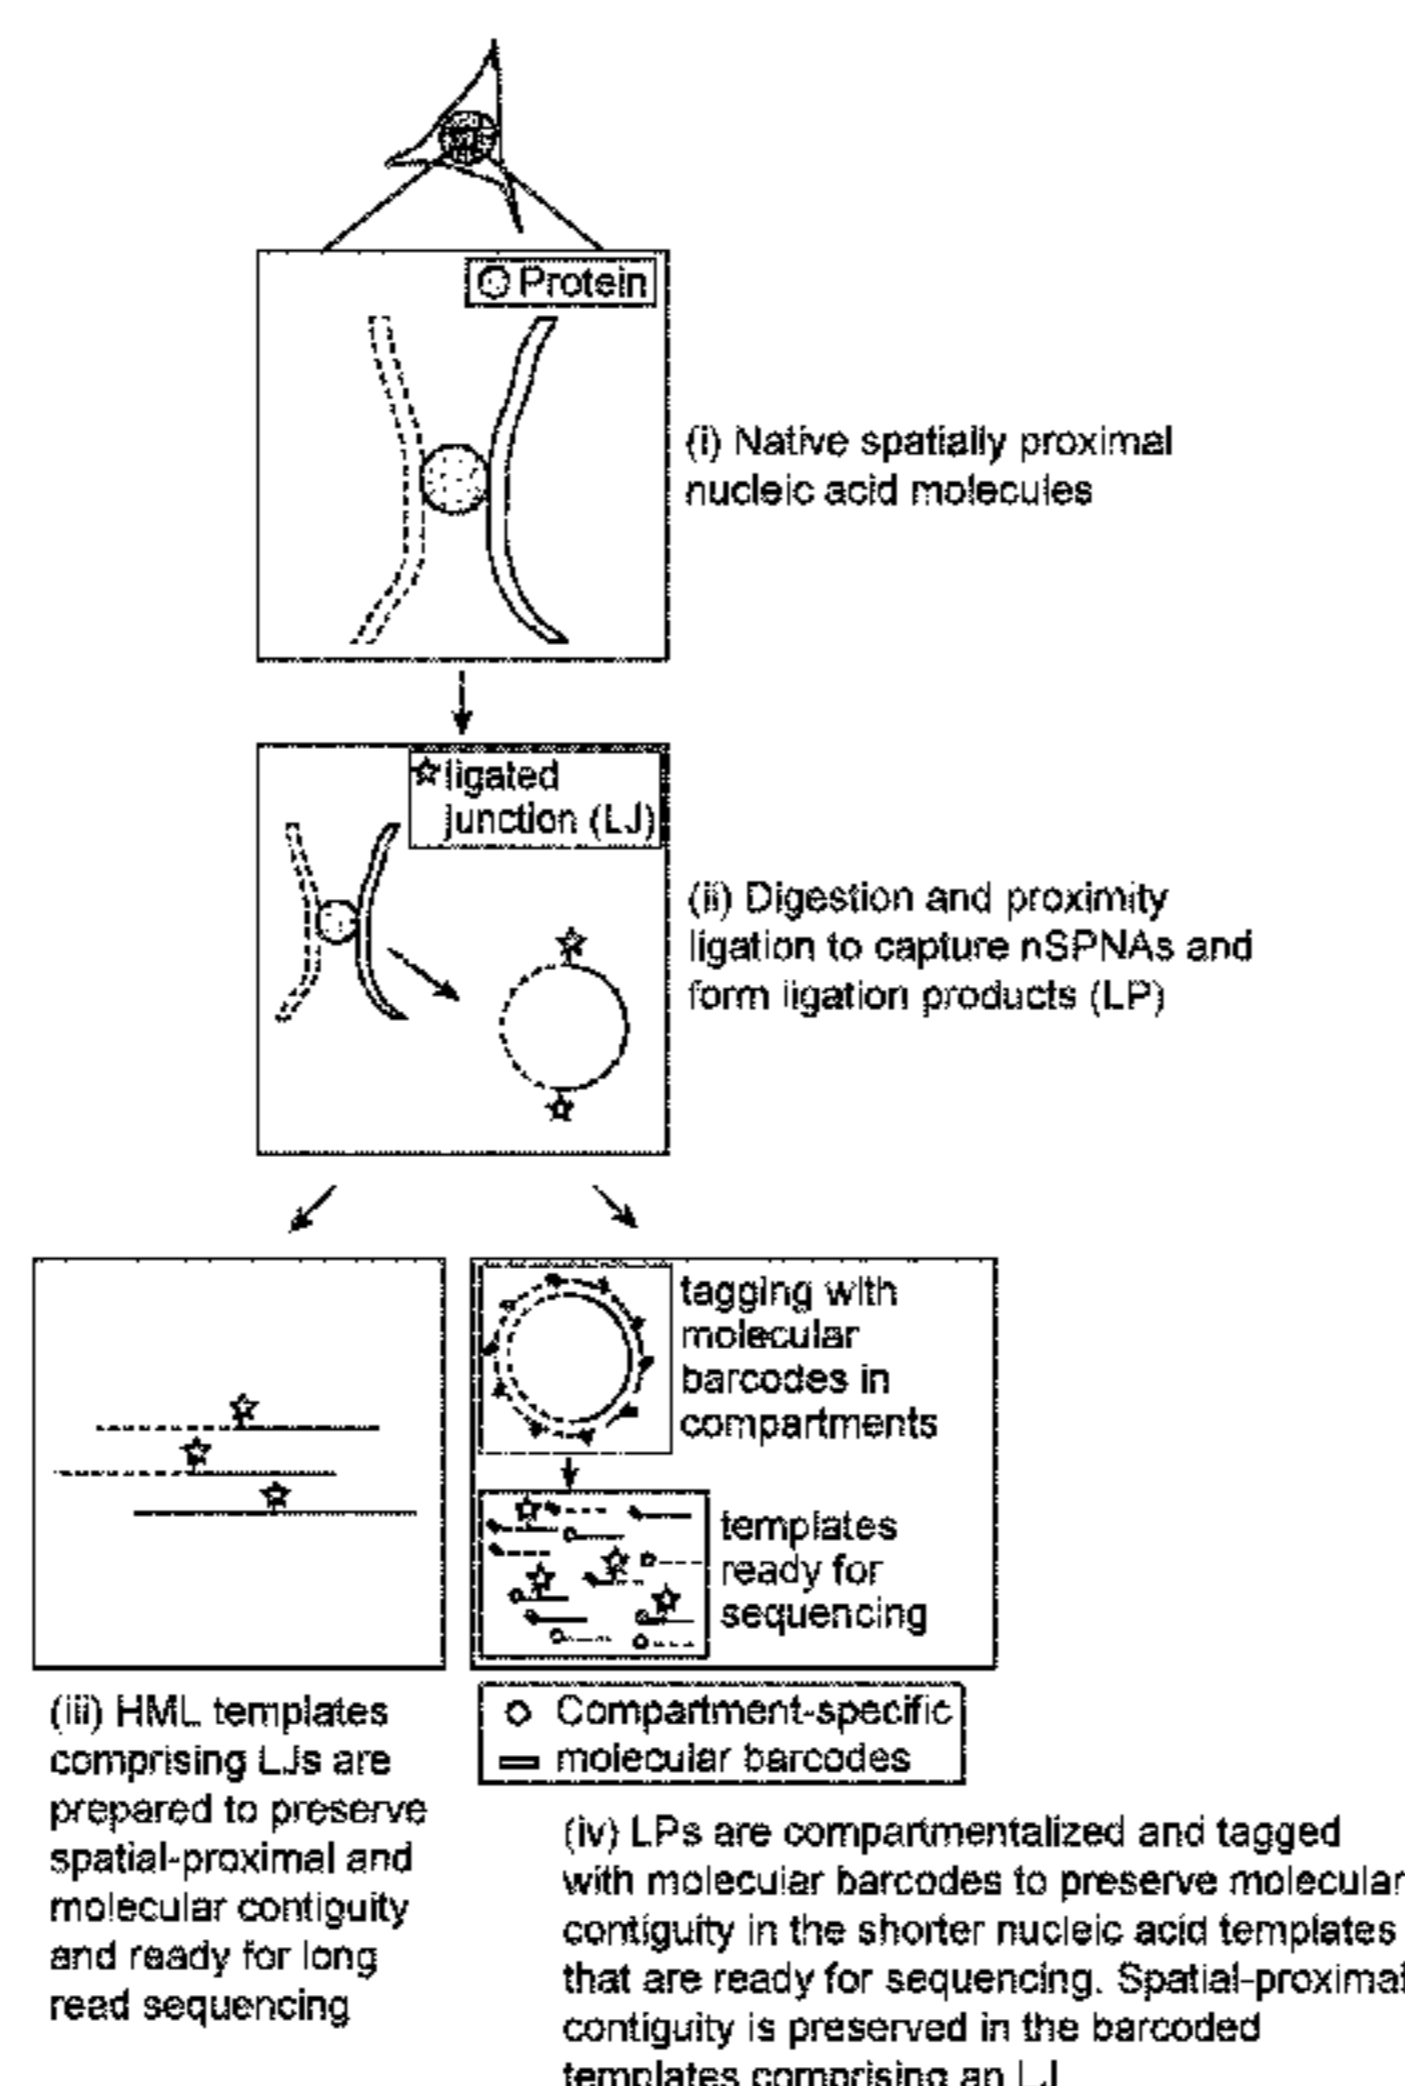 Protein
(i) Native spatially proximal
nucleic acid molecules
ligated
junction (LJ)
(ii) Digestion and proximity
ligation to capture nSPNAs and
form ligation products (LP)
tagging with
molecular
barcodes in
compartments
templates
ready for
sequencing
Compartment-specific
molecular barcodes
(iii) HML templates
comprising LJs are
prepared to preserve
spatial-proximal and
molecular contiguity
and ready for long
read sequencing
(iv) LPs are compartmentalized and tagged
with molecular barcodes to preserve molecular
contiguity in the shorter nucleic acid templates
that are ready for sequencing. Spatial-proximal
contiguity is preserved in the barcoded
templates comprising an LJ